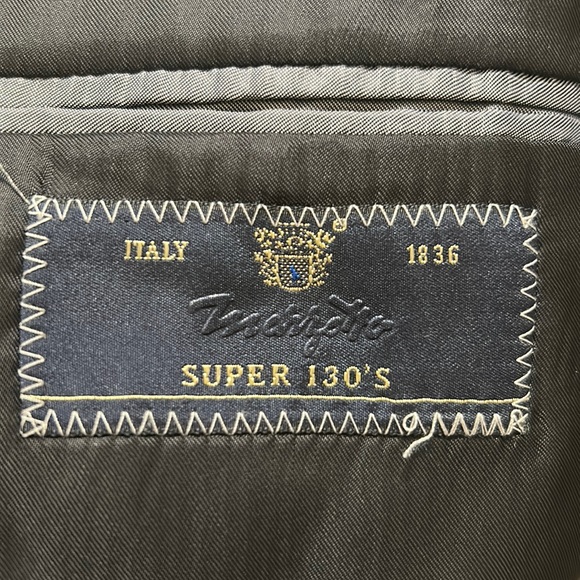 ITALY 1836
Marzotto
SUPER 130'S